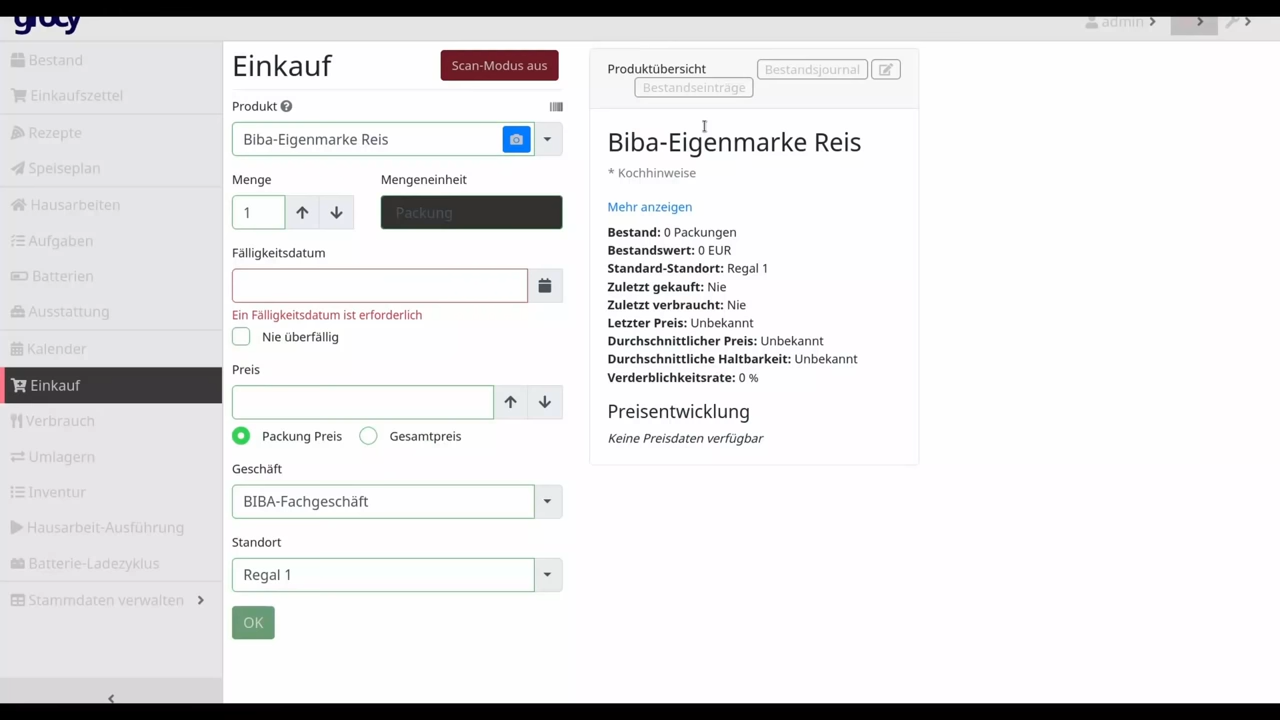 grocy
admin
Bestand
Einkaufszettel
Rezepte
Speiseplan
Hausarbeiten
Aufgaben
Batterien
Ausstattung
Kalender
Einkauf
Verbrauch
Umlagern
Inventur
Hausarbeit-Ausführung
Batterie-Ladezyklus
Stammdaten verwalten
Einkauf
Scan-Modus aus
Produkt
Biba-Eigenmarke Reis
Menge Mengeneinheit
1 Packung
Fälligkeitsdatum
Ein Fälligkeitsdatum ist erforderlich
Nie überfällig
Preis
Packung Preis Gesamtpreis
Geschäft
BIBA-Fachgeschäft
Standort
Regal 1
OK
Produktübersicht Bestandsjournal
Bestandseinträge
Biba-Eigenmarke Reis
* Kochhinweise
Mehr anzeigen
Bestand: 0 Packungen
Bestandswert: 0 EUR
Standard-Standort: Regal 1
Zuletzt gekauft: Nie
Zuletzt verbraucht: Nie
Letzter Preis: Unbekannt
Durchschnittlicher Preis: Unbekannt
Durchschnittliche Haltbarkeit: Unbekannt
Verderblichkeitsrate: 0 %
Preisentwicklung
Keine Preisdaten verfügbar